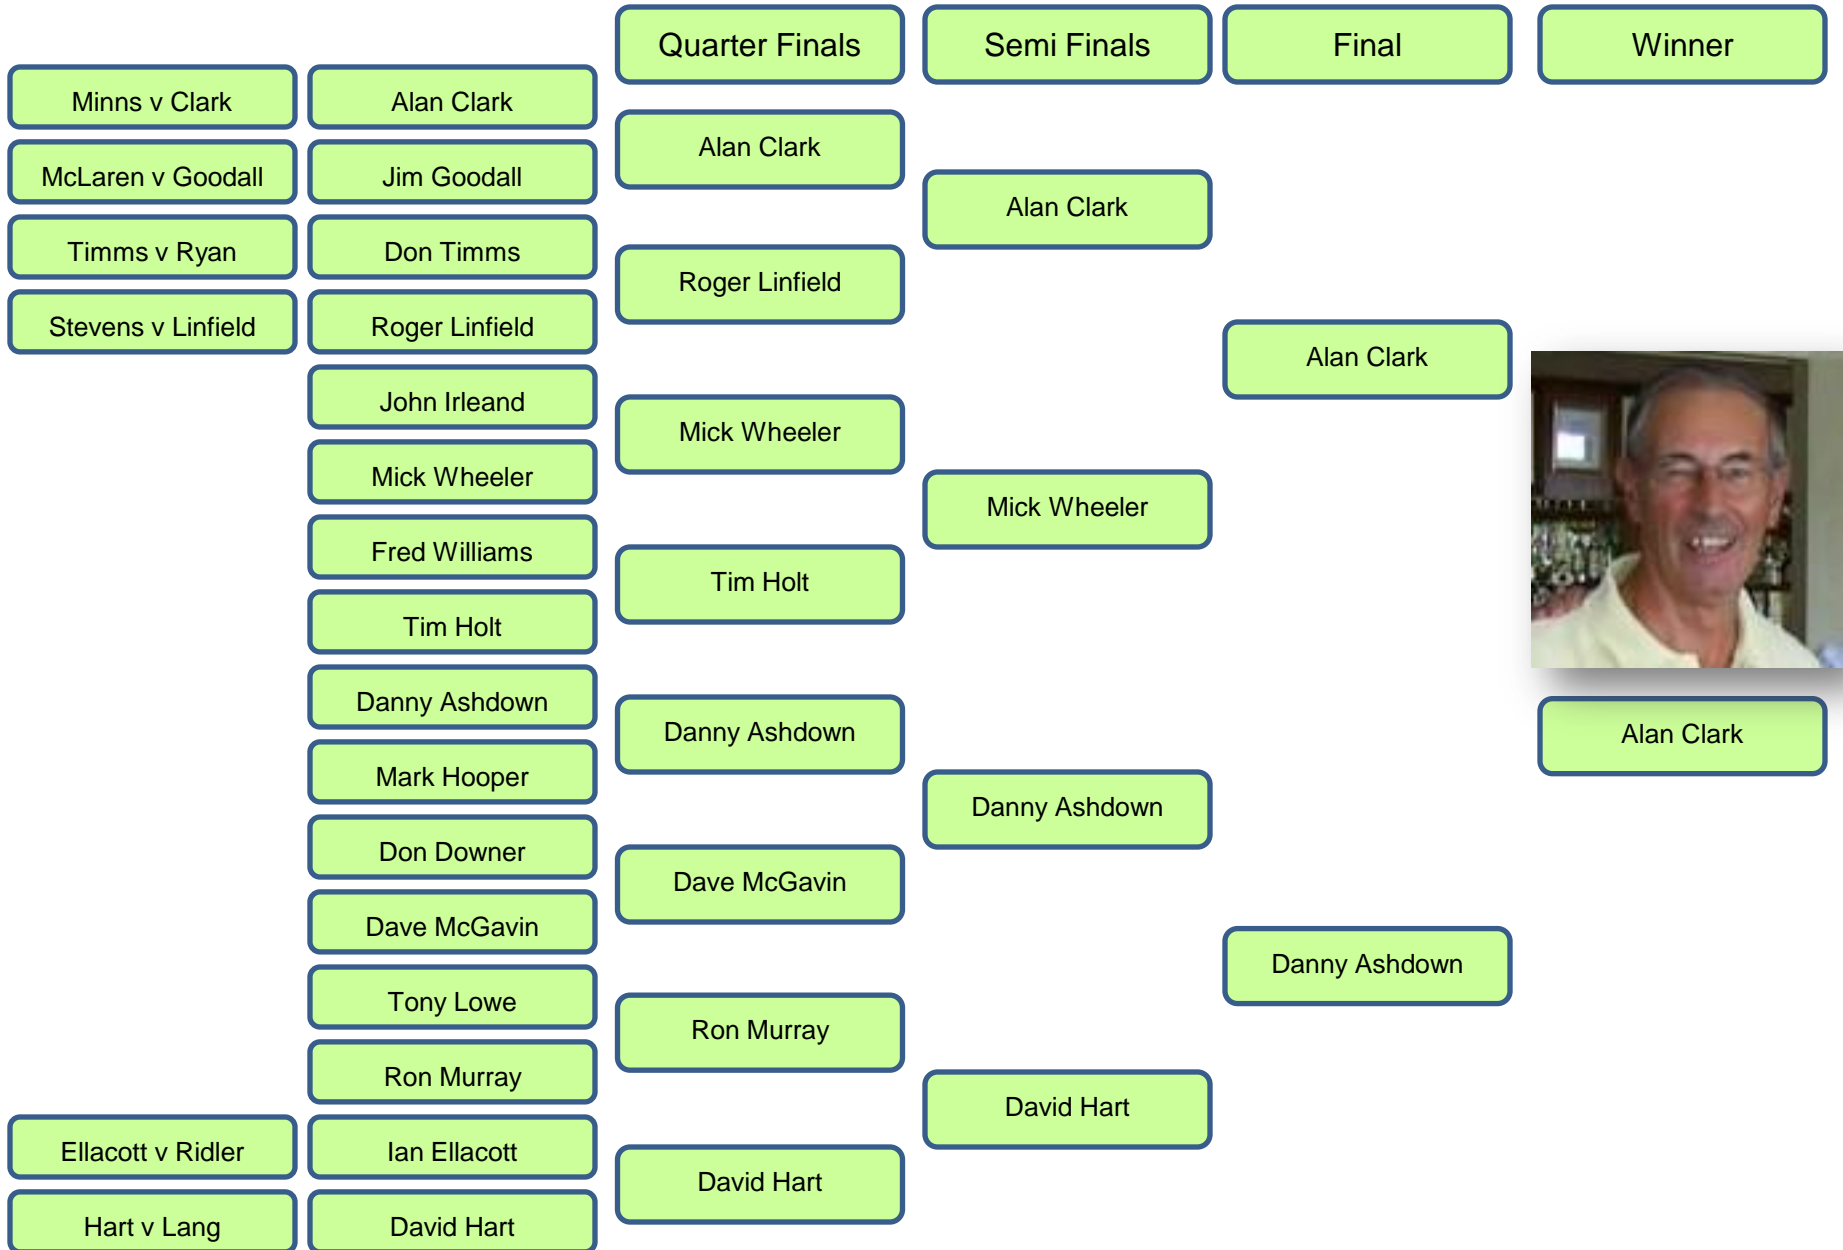 Quarter Finals
Semi Finals
Final
Winner
Minns v Clark
McLaren v Goodall
Timms v Ryan
Stevens v Linfield
Ellacott v Ridler
Hart v Lang
Alan Clark
Jim Goodall
Don Timms
Roger Linfield
John Irleand
Mick Wheeler
Fred Williams
Tim Holt
Danny Ashdown
Mark Hooper
Don Downer
Dave McGavin
Tony Lowe
Ron Murray
Ian Ellacott
David Hart
Alan Clark
Roger Linfield
Mick Wheeler
Tim Holt
Danny Ashdown
Dave McGavin
Ron Murray
David Hart
Alan Clark
Mick Wheeler
Danny Ashdown
David Hart
Alan Clark
Danny Ashdown
Alan Clark